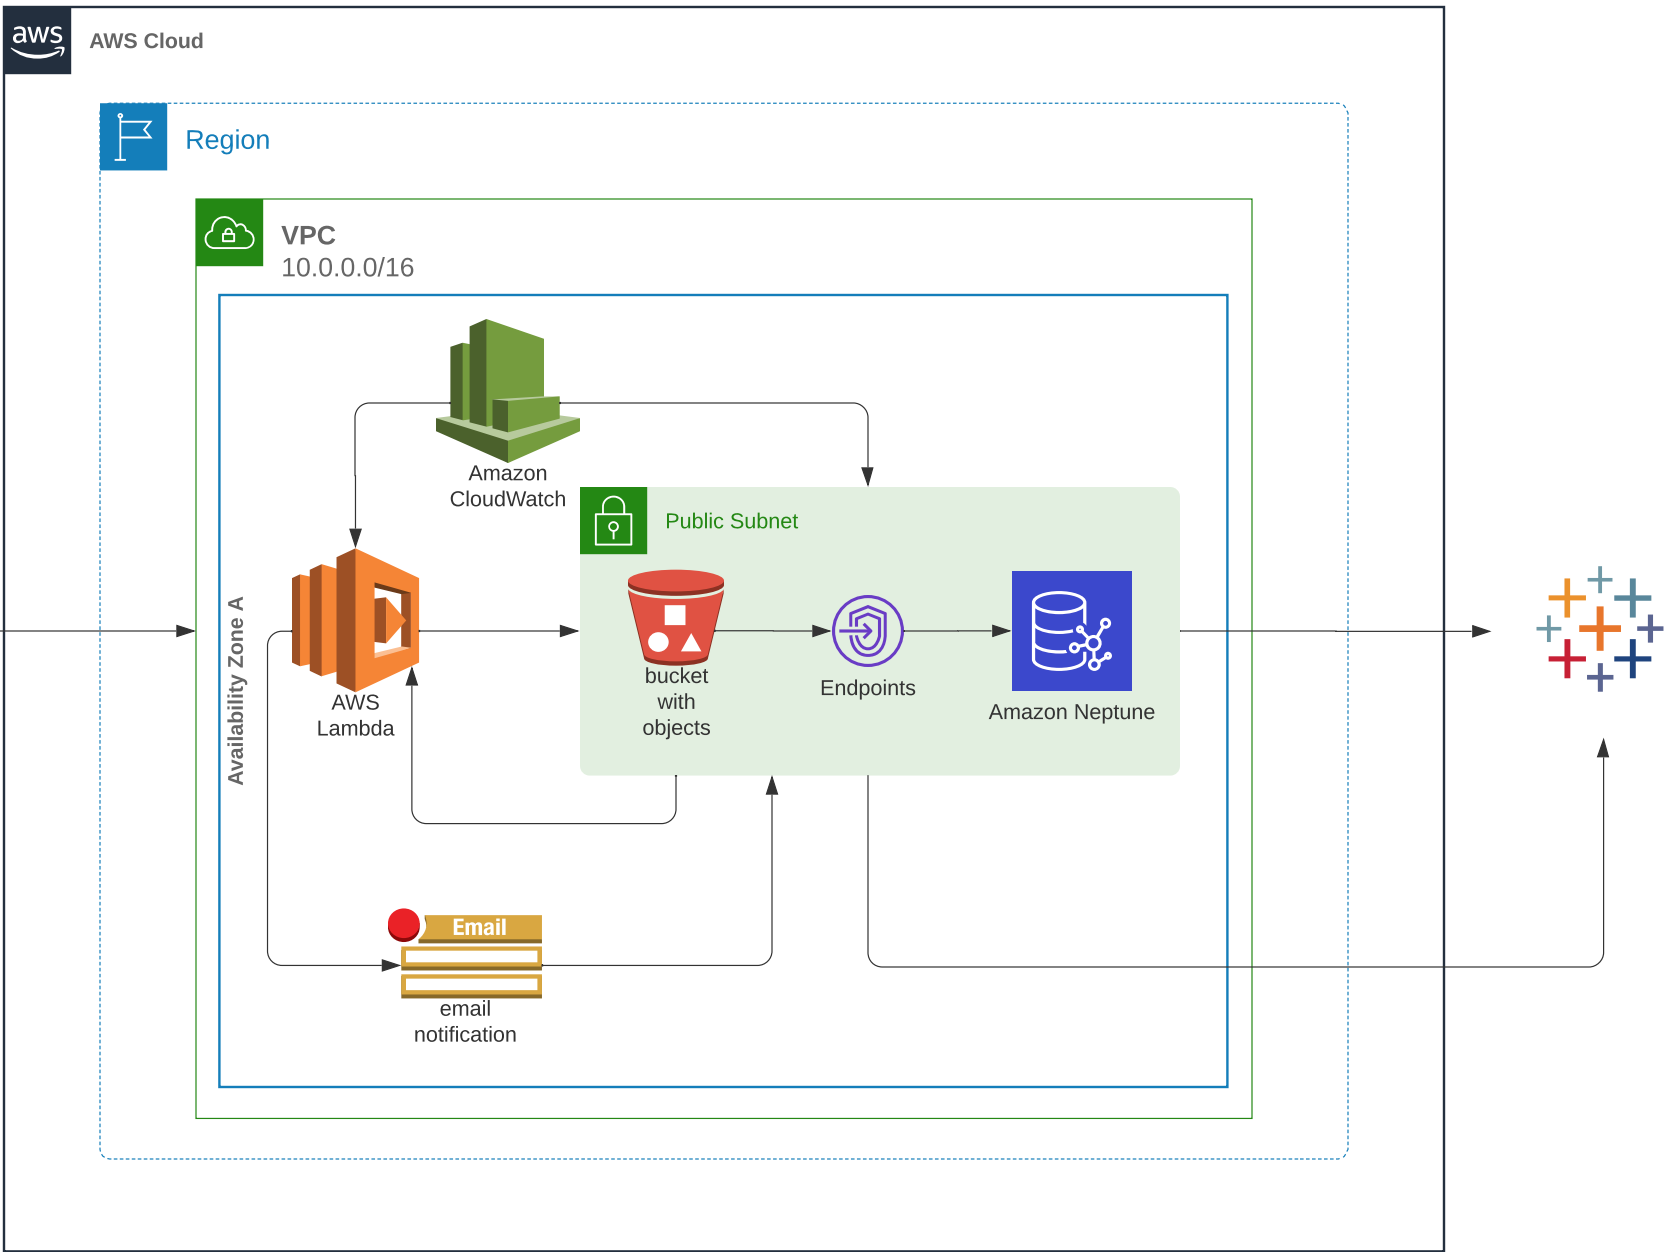 aws
AWS Cloud
Region
VPC
10.0.0.0/16
Amazon
CloudWatch
Public Subnet
Availability Zone A
AWS
Lambda
bucket
with
objects
Endpoints
Amazon Neptune
Email
email
notification